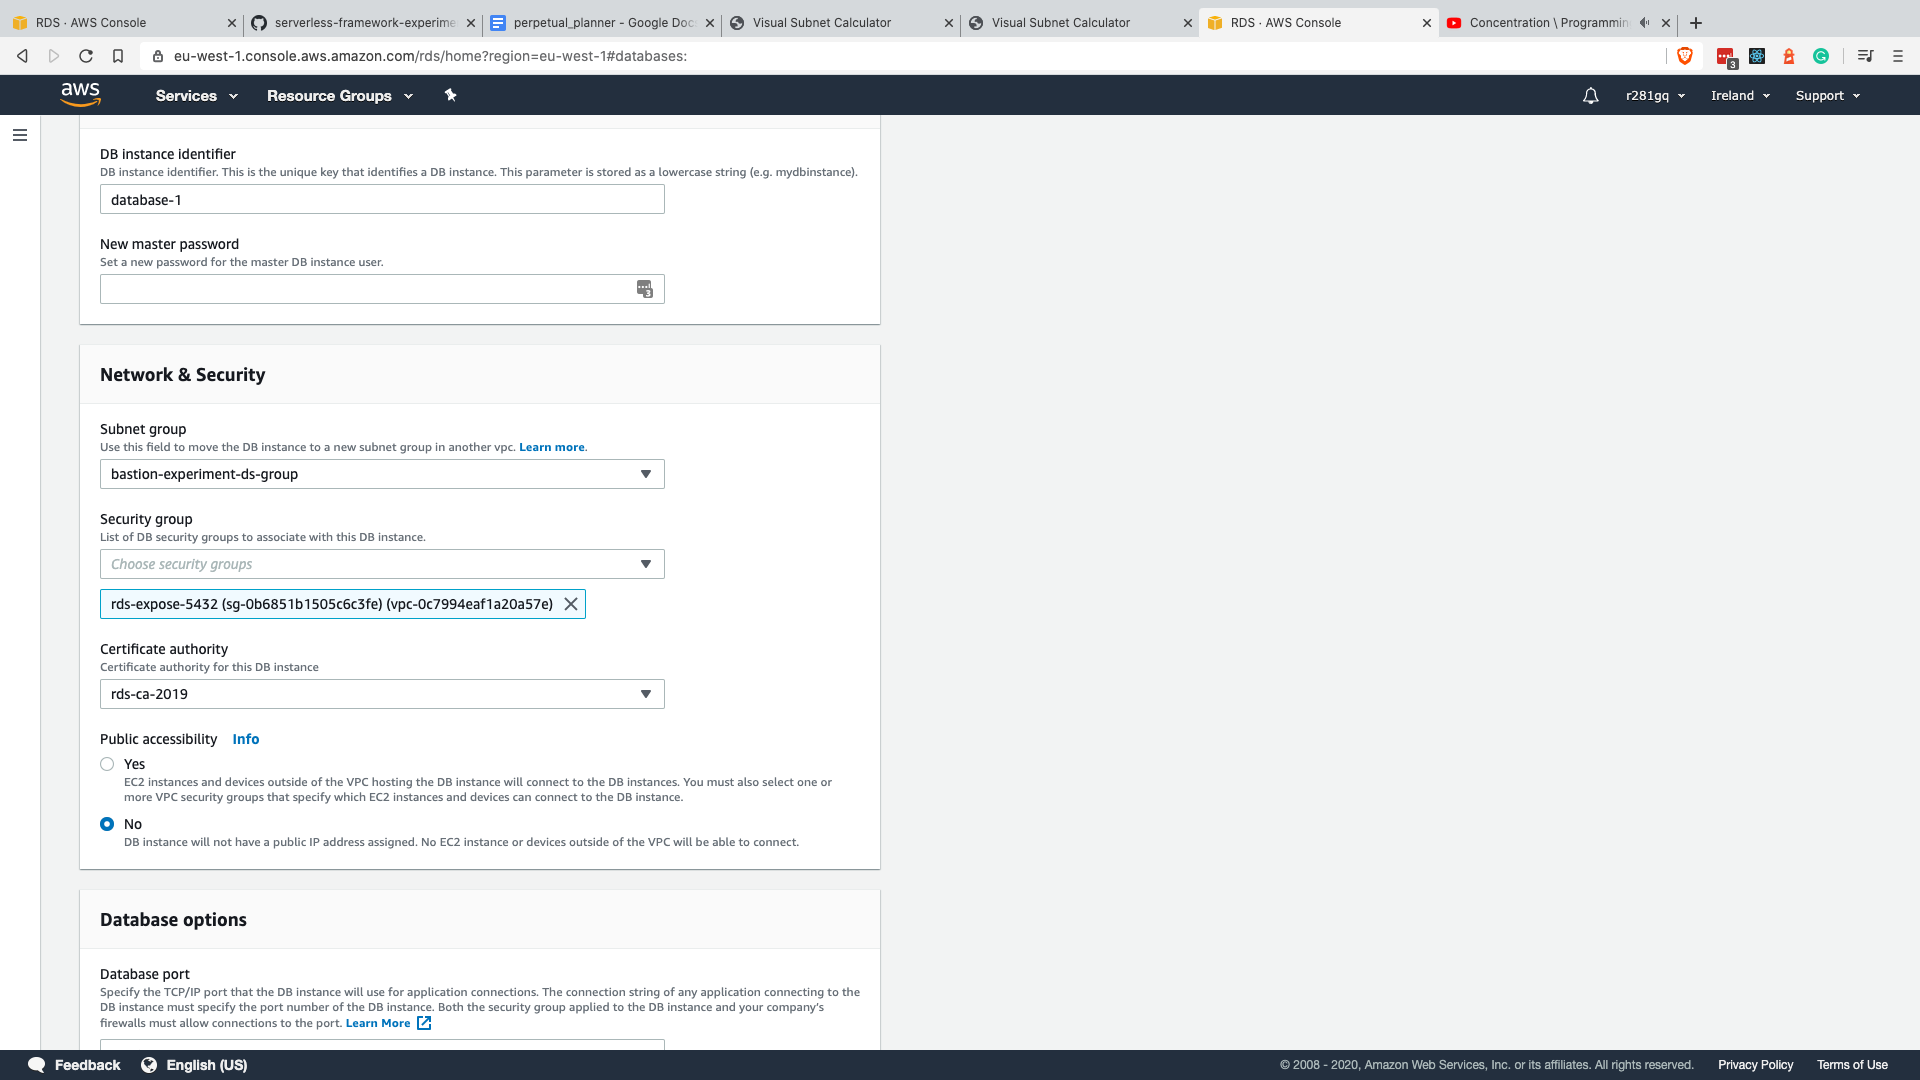 RDS · AWS Console
serverless-framework-experime
perpetual_planner - Google Doc
Visual Subnet Calculator
Visual Subnet Calculator
RDS · AWS Console
Concentration \ Programmin
eu-west-1.console.aws.amazon.com/rds/home?region=eu-west-1#databases:
3
aws
Services
Resource Groups
r281gq
Ireland
Support
DB instance identifier
DB instance identifier. This is the unique key that identifies a DB instance. This parameter is stored as a lowercase string (e.g. mydbinstance).
database-1
New master password
Set a new password for the master DB instance user.
3
Network & Security
Subnet group
Use this field to move the DB instance to a new subnet group in another vpc. Learn more.
bastion-experiment-ds-group
Security group
List of DB security groups to associate with this DB instance.
Choose security groups
rds-expose-5432 (sg-0b6851b1505c6c3fe) (vpc-0c7994eaf1a20a57e)
Certificate authority
Certificate authority for this DB instance
rds-ca-2019
Public accessibility Info
Yes
EC2 instances and devices outside of the VPC hosting the DB instance will connect to the DB instances. You must also select one or
more VPC security groups that specify which EC2 instances and devices can connect to the DB instance.
No
DB instance will not have a public IP address assigned. No EC2 instance or devices outside of the VPC will be able to connect.
Database options
Database port
Specify the TCP/IP port that the DB instance will use for application connections. The connection string of any application connecting to the
DB instance must specify the port number of the DB instance. Both the security group applied to the DB instance and your company's
firewalls must allow connections to the port. Learn More
Feedback
English (US)
© 2008 - 2020, Amazon Web Services, Inc. or its affiliates. All rights reserved.
Privacy Policy
Terms of Use